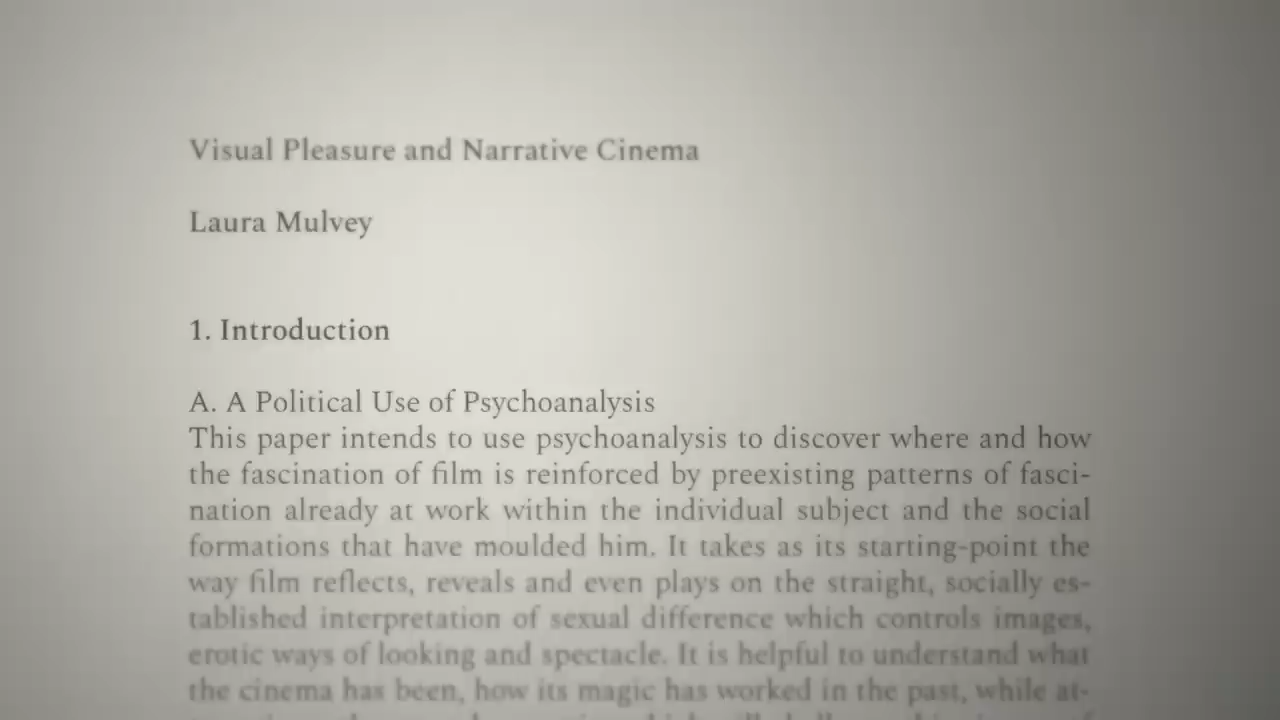 Visual Pleasure and Narrative Cinema
Laura Mulvey
1. Introduction
A. A Political Use of Psychoanalysis
This paper intends to use psychoanalysis to discover where and how
the fascination of film is reinforced by preexisting patterns of fasci-
nation already at work within the individual subject and the social
formations that have moulded him. It takes as its starting-point the
way film reflects, reveals and even plays on the straight, socially es-
tablished interpretation of sexual difference which controls images,
erotic ways of looking and spectacle. It is helpful to understand what
the cinema has been, how its magic has worked in the past, while at-